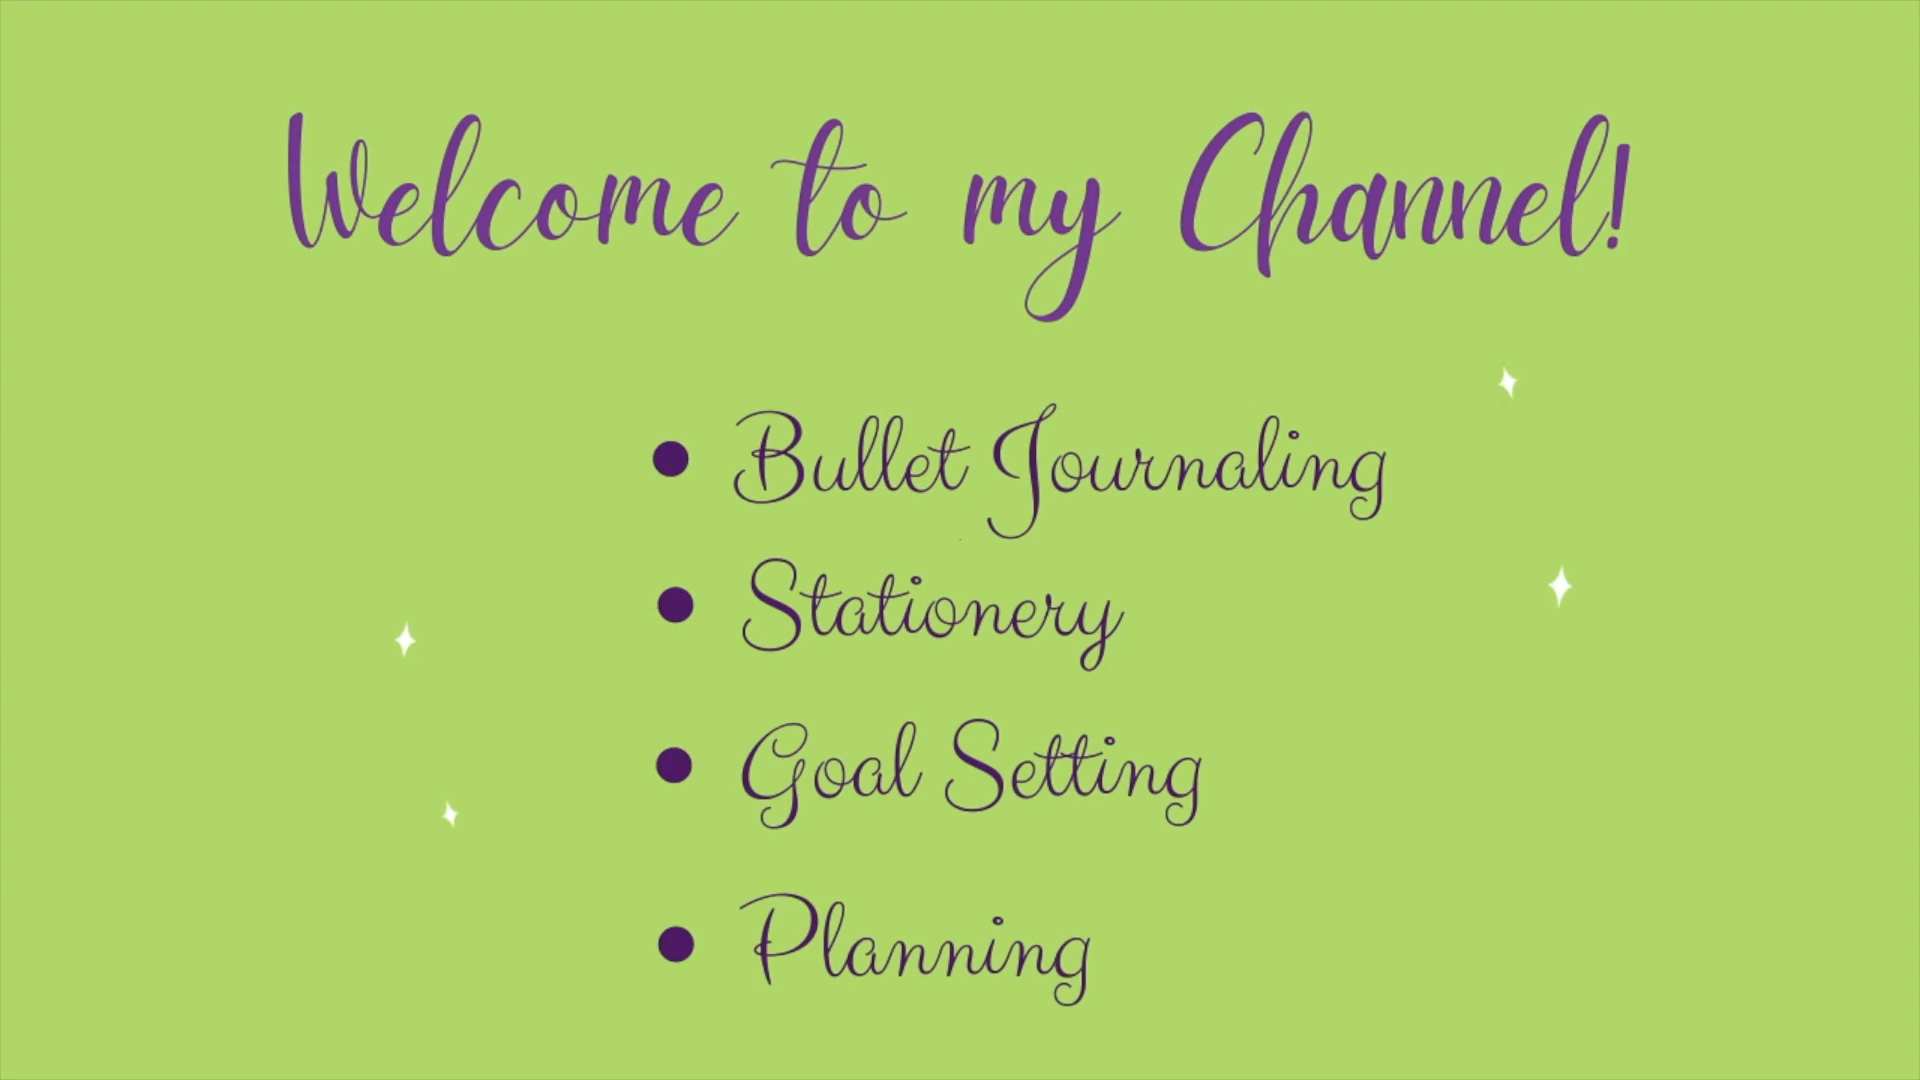 Welcome to my Channel!
• Bullet Journaling
• Stationery
• Goal Setting
• Planning